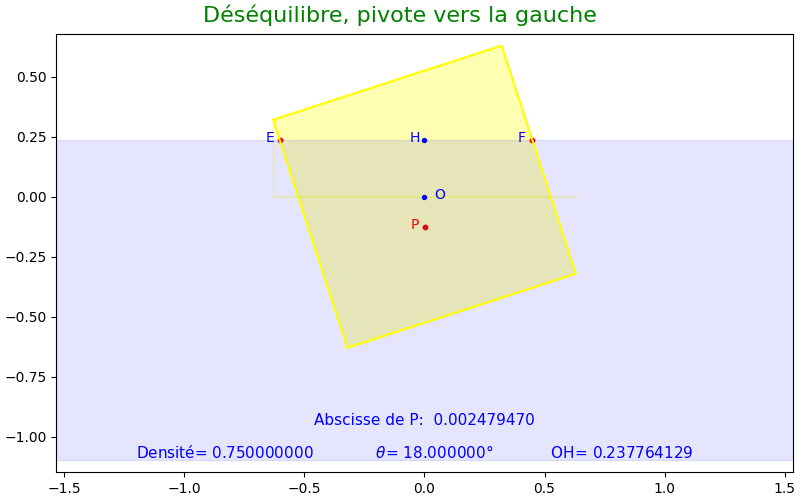 Déséquilibre, pivote vers la gauche
0.50
0.25
0.00
−0.25
−0.50
−0.75
−1.00
E H F
O
P
Abscisse de P: 0.002479470
Densité= 0.750000000 θ= 18.000000° OH= 0.237764129
−1.5 −1.0 −0.5 0.0 0.5 1.0 1.5